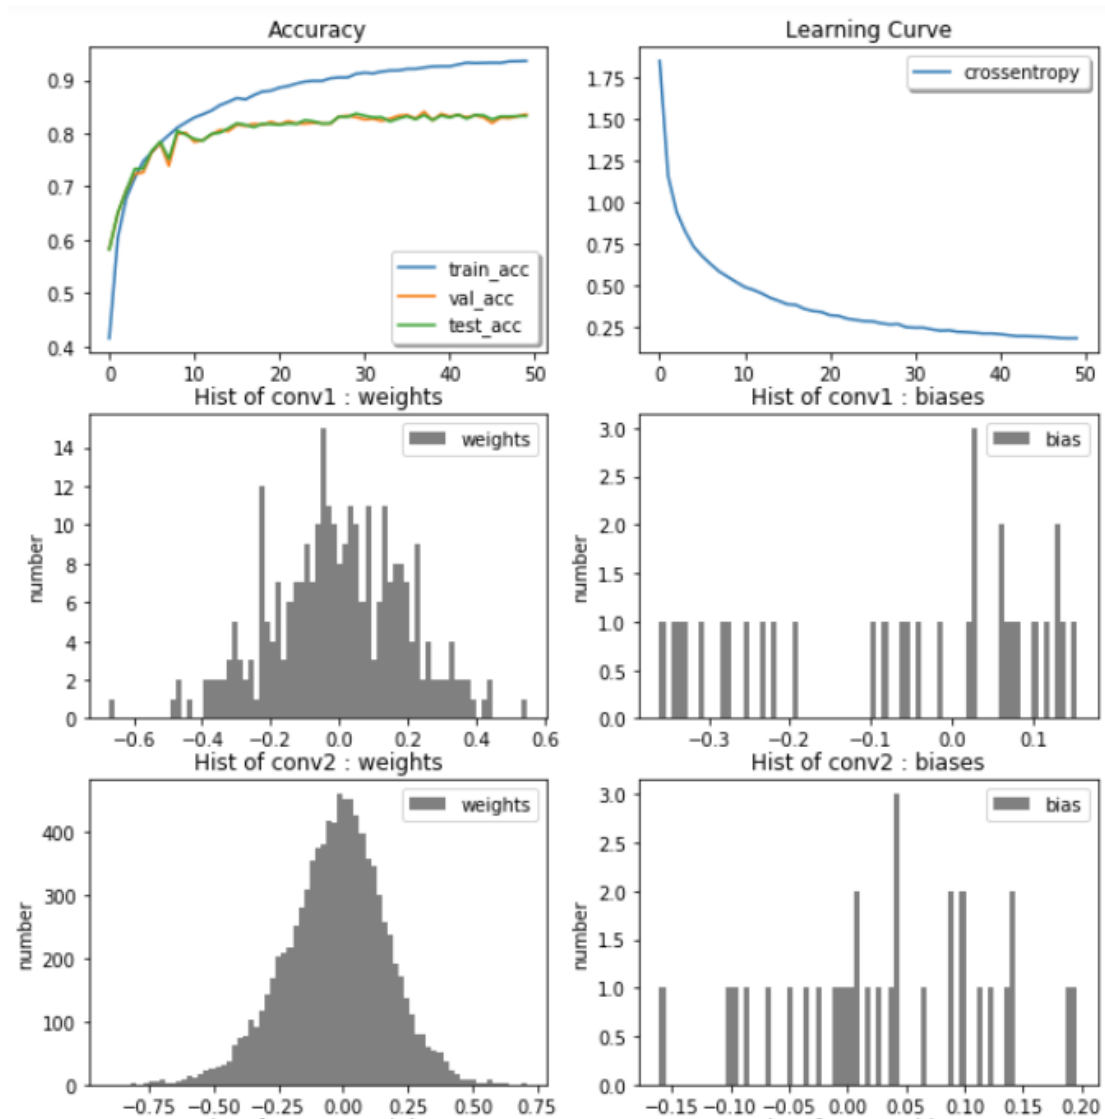 Accuracy
0.9
0.8
0.7
0.6
0.5
0.4
train_acc
val_acc
test_acc
0 10 20 30 40 50
Learning Curve
1.75
1.50
1.25
1.00
0.75
0.50
0.25
crossentropy
0 10 20 30 40 50
Hist of conv1 : weights
14
12
10
8
6
4
2
0
number
weights
−0.6 −0.4 −0.2 0.0 0.2 0.4 0.6
Hist of conv1 : biases
3.0
2.5
2.0
1.5
1.0
0.5
0.0
number
bias
−0.3 −0.2 −0.1 0.0 0.1
Hist of conv2 : weights
400
300
200
100
0
number
weights
−0.75 −0.50 −0.25 0.00 0.25 0.50 0.75
Hist of conv2 : biases
3.0
2.5
2.0
1.5
1.0
0.5
0.0
number
bias
−0.15 −0.10 −0.05 0.00 0.05 0.10 0.15 0.20